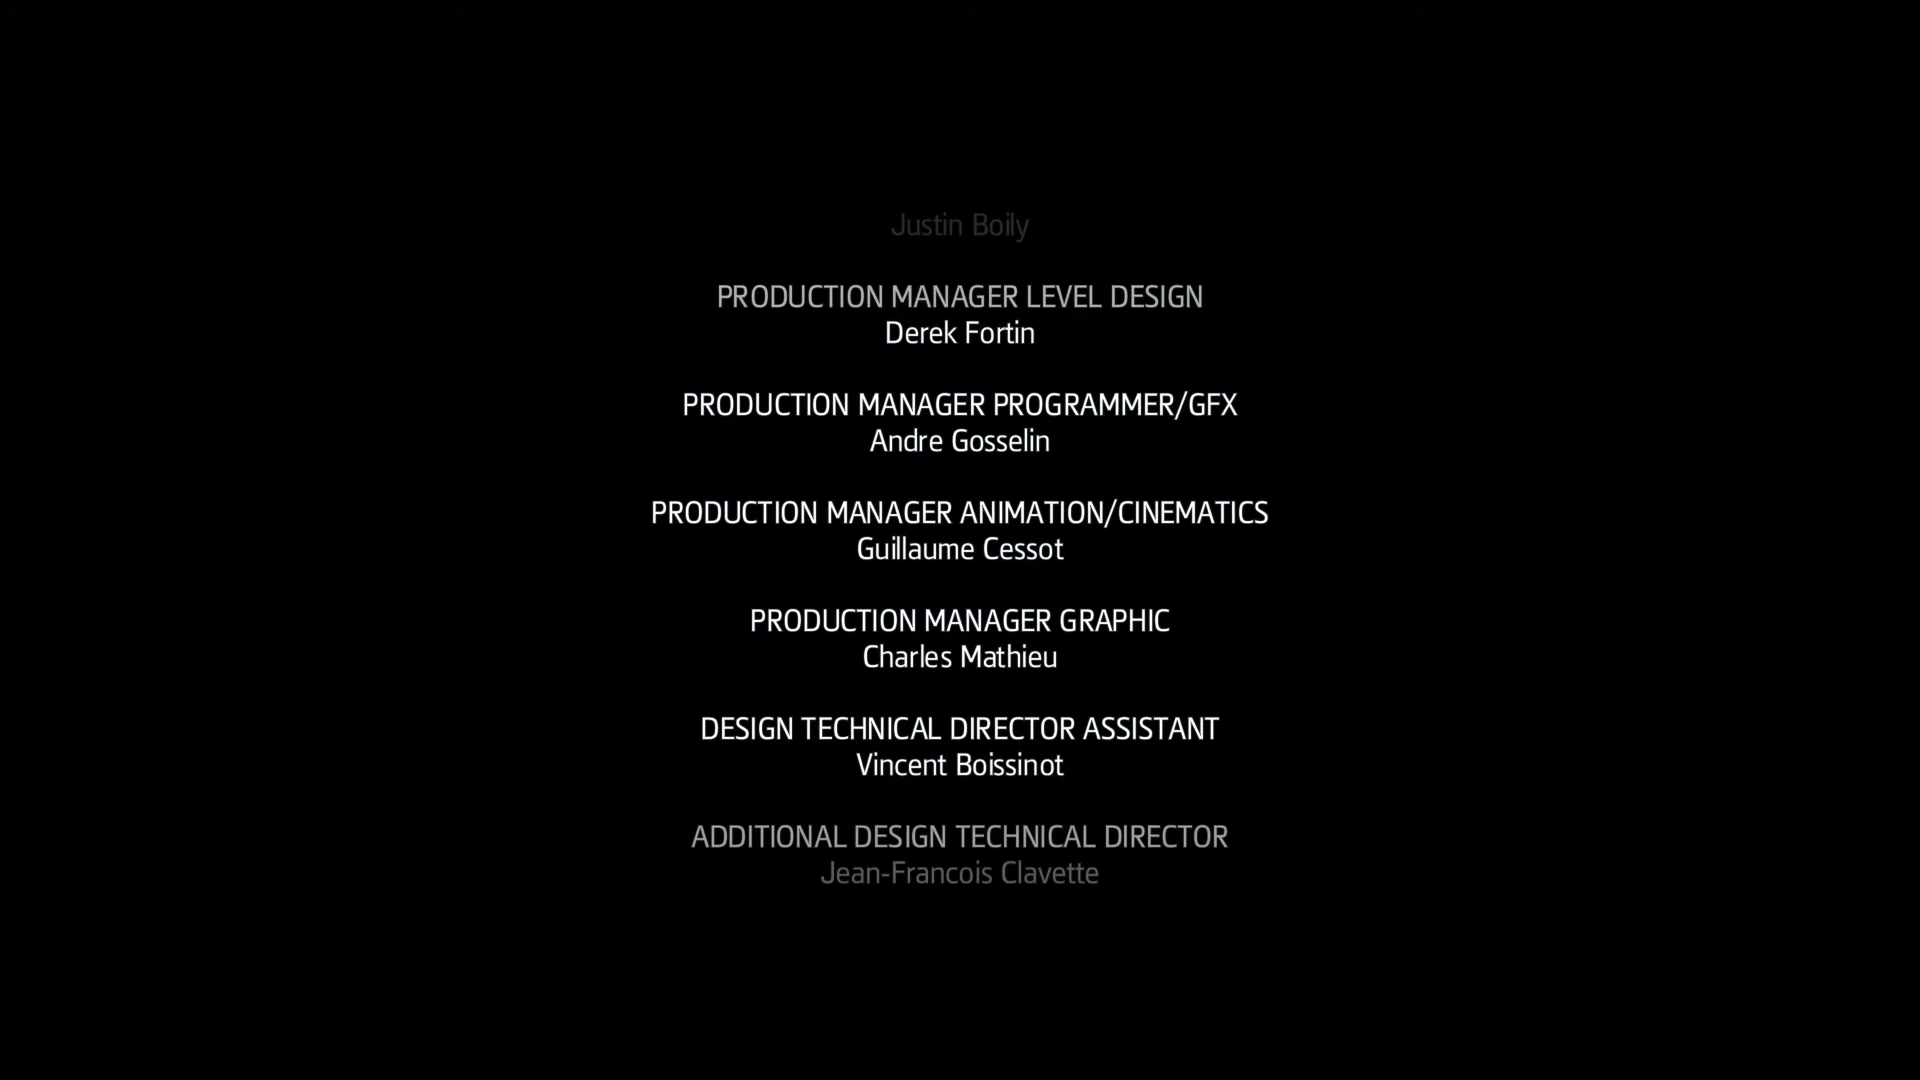 Justin Boily
PRODUCTION MANAGER LEVEL DESIGN
Derek Fortin
PRODUCTION MANAGER PROGRAMMER/GFX
Andre Gosselin
PRODUCTION MANAGER ANIMATION/CINEMATICS
Guillaume Cessot
PRODUCTION MANAGER GRAPHIC
Charles Mathieu
DESIGN TECHNICAL DIRECTOR ASSISTANT
Vincent Boissinot
ADDITIONAL DESIGN TECHNICAL DIRECTOR
Jean-Francois Clavette